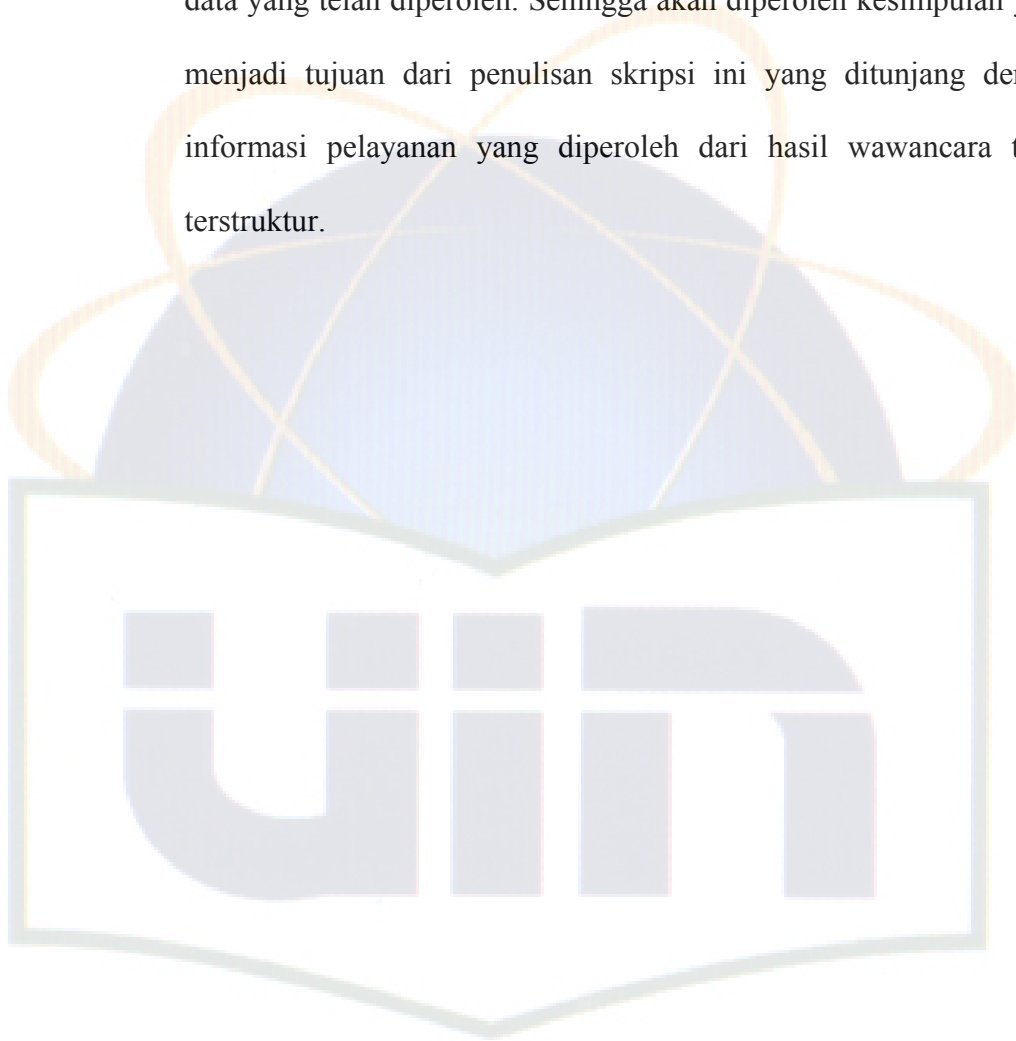 data yang telah diperoleh. Sehingga akan diperoleh kesimpulan
menjadi tujuan dari penulisan skripsi ini yang ditunjang
informasi pelayanan yang diperoleh dari hasil wawancara
terstruktur.
uin